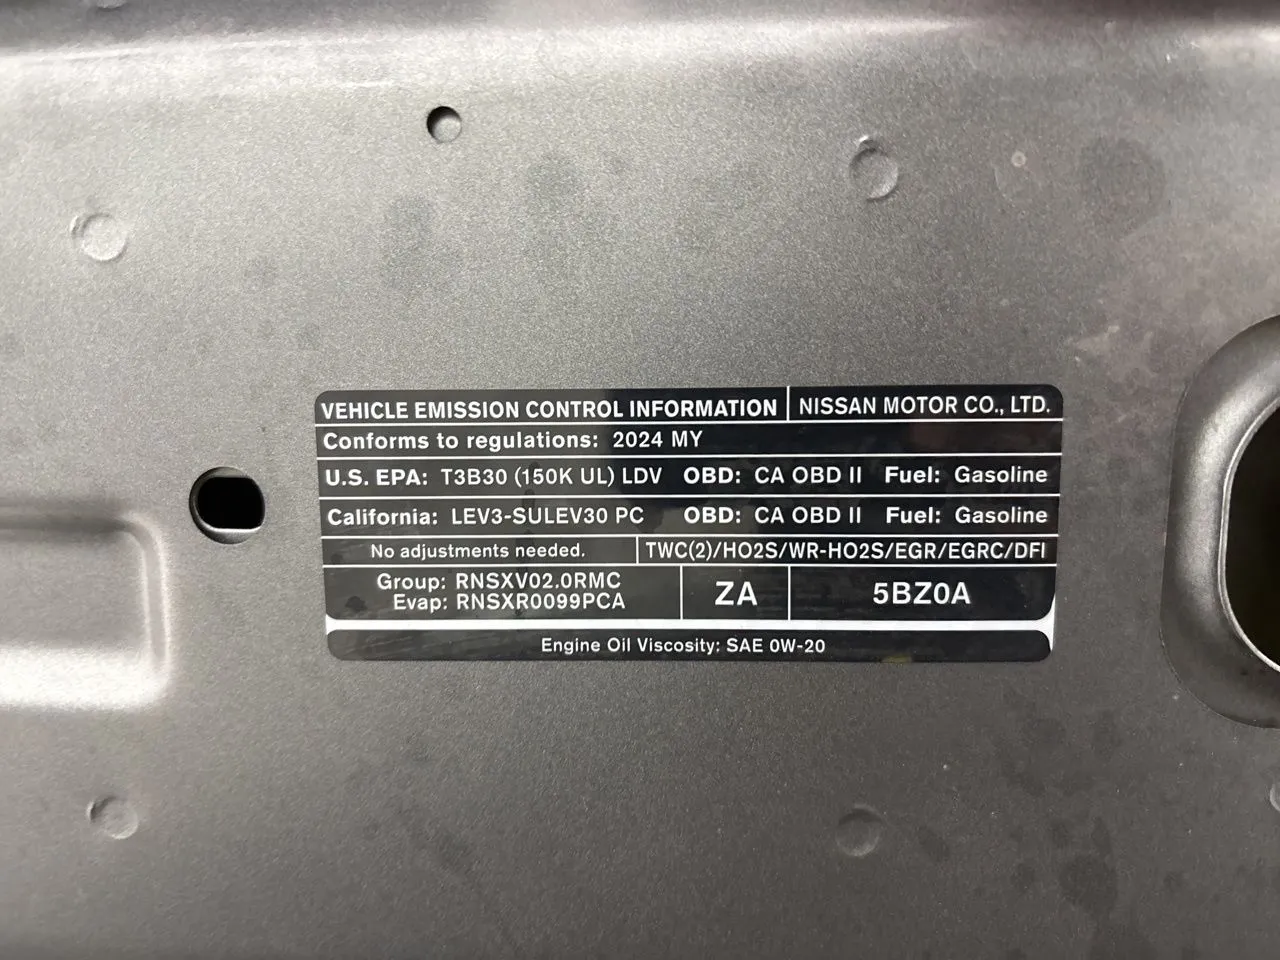 VEHICLE EMISSION CONTROL INFORMATION NISSAN MOTOR CO., LTD.
Conforms to regulations: 2024 MY
U.S. EPA: T3B30 (150K UL) LDV OBD: CA OBD II Fuel: Gasoline
California: LEV3-SULEV30 PC OBD: CA OBD II Fuel: Gasoline
No adjustments needed. TWC(2)/HO2S/WR-HO2S/EGR/EGRC/DFI
Group: RNSXV02.0RMC
Evap: RNSXR0099PCA
ZA
5BZ0A
Engine Oil Viscosity: SAE 0W-20